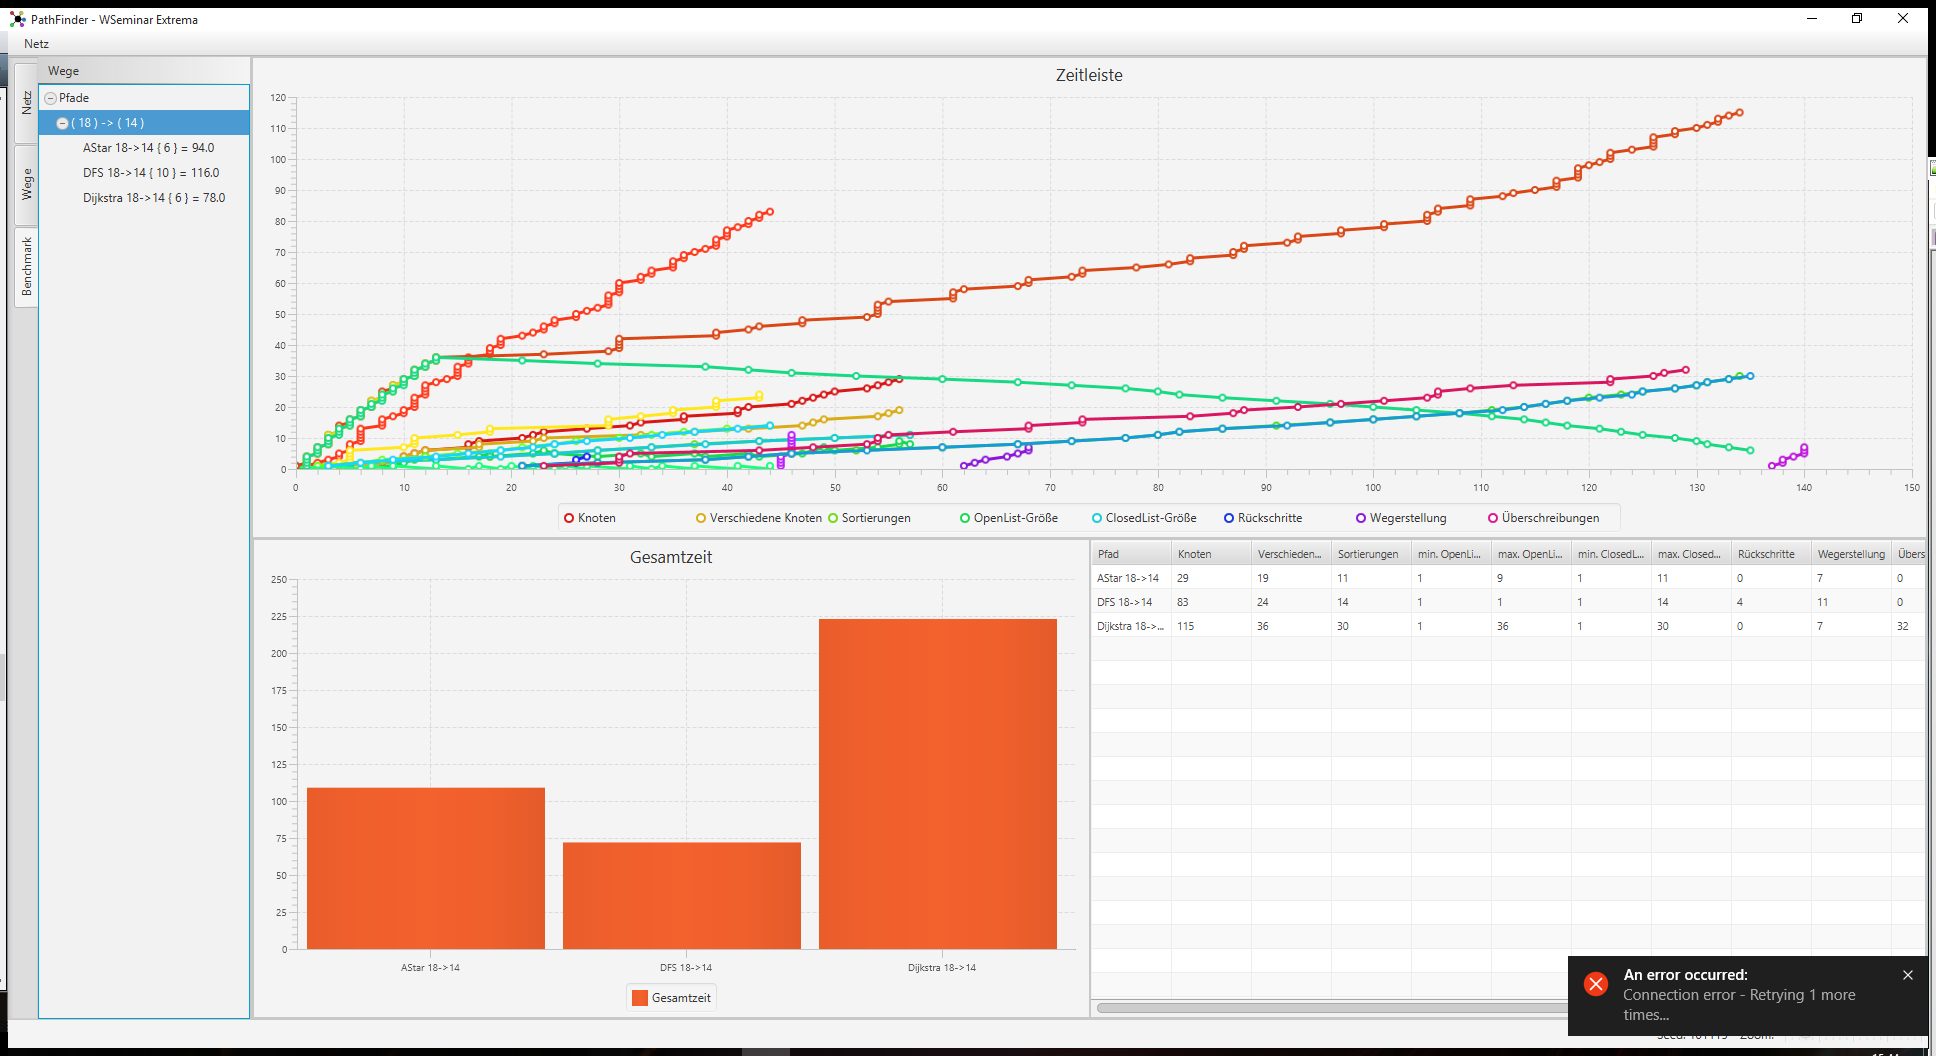 PathFinder - WSeminar Extrema
Netz
Netz
Wege
Benchmark
Wege
Pfade
( 18 ) -> ( 14 )
AStar 18->14 { 6 } = 94.0
DFS 18->14 { 10 } = 116.0
Dijkstra 18->14 { 6 } = 78.0
Zeitleiste
120
110
100
90
80
70
60
50
40
30
20
10
0
0 10 20 30 40 50 60 70 80 90 100 110 120 130 140 150
Knoten Verschiedene Knoten Sortierungen OpenList-Größe ClosedList-Größe Rückschritte Wegerstellung Überschreibungen
Gesamtzeit
250
225
200
175
150
125
100
75
50
25
0
AStar 18->14 DFS 18->14 Dijkstra 18->14
Gesamtzeit
Pfad Knoten Verschieden... Sortierungen min. OpenLi... max. OpenLi... min. ClosedL... max. Closed... Rückschritte Wegerstellung Übers
AStar 18->14 29 19 11 1 9 1 11 0 7 0
DFS 18->14 83 24 14 1 1 1 14 4 11 0
Dijkstra 18->... 115 36 30 1 36 1 30 0 7 32
An error occurred:
Connection error - Retrying 1 more
times...